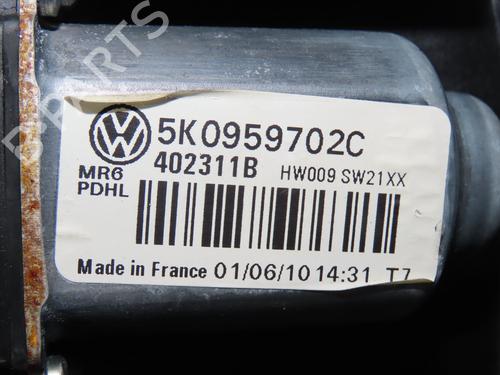 5K0959702C
402311B HW009 SW21XX
MR6
PDHL
Made in France 01/06/10 14:31 T7